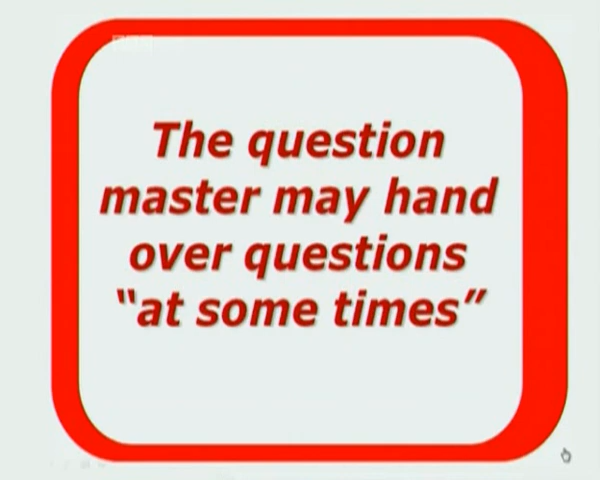 The question
master may hand
over questions
“at some times”